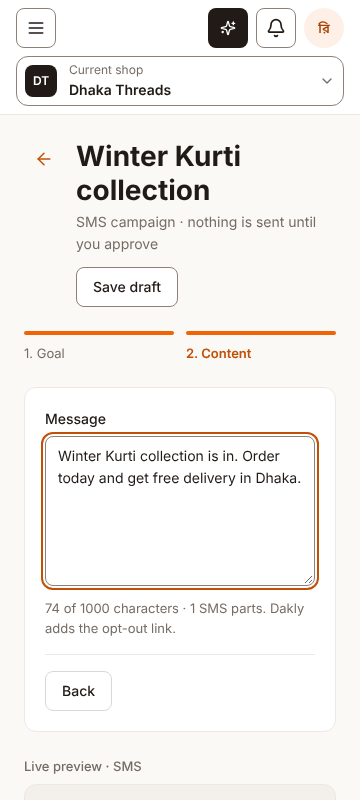 রি
DT
Current shop
Dhaka Threads
Winter Kurti
collection
SMS campaign · nothing is sent until
you approve
Save draft
1. Goal
2. Content
Message
Winter Kurti collection is in. Order
today and get free delivery in Dhaka.
74 of 1000 characters · 1 SMS parts. Dakly
adds the opt-out link.
Back
Live preview · SMS